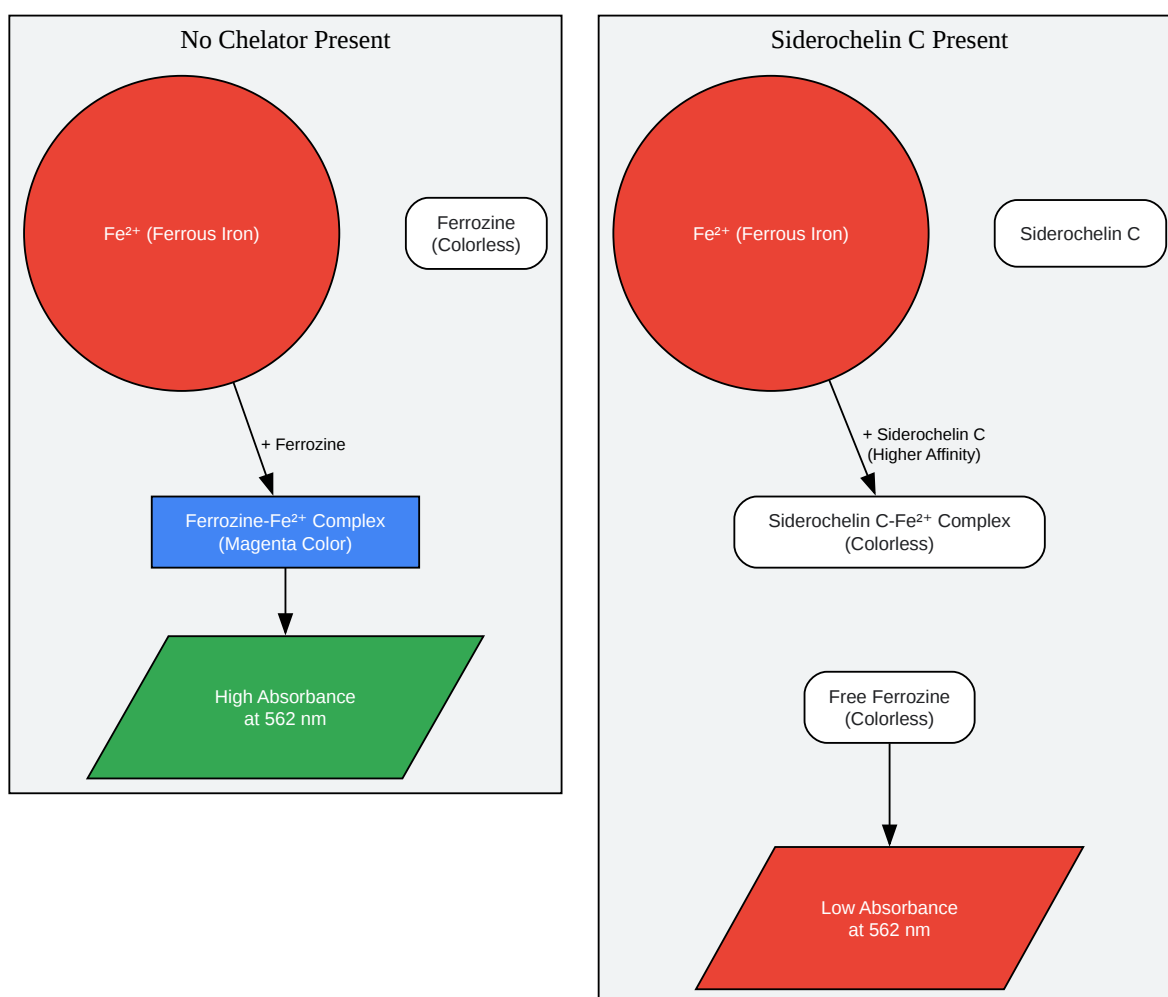 No Chelator Present
Fe²⁺ (Ferrous Iron)
Ferrozine
(Colorless)
+ Ferrozine
Ferrozine-Fe²⁺ Complex
(Magenta Color)
High Absorbance
at 562 nm
Siderochelin C Present
Fe²⁺ (Ferrous Iron)
Siderochelin C
+ Siderochelin C
(Higher Affinity)
Siderochelin C-Fe²⁺ Complex
(Colorless)
Free Ferrozine
(Colorless)
Low Absorbance
at 562 nm